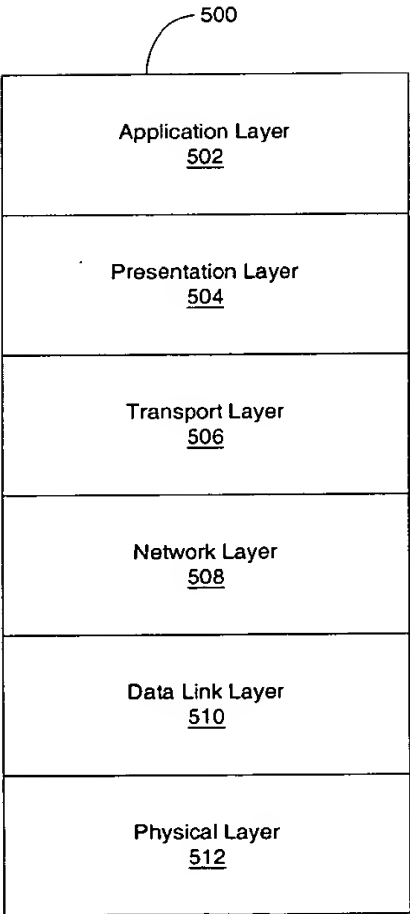 500
Application Layer
502
Presentation Layer
504
Transport Layer
506
Network Layer
508
Data Link Layer
510
Physical Layer
512